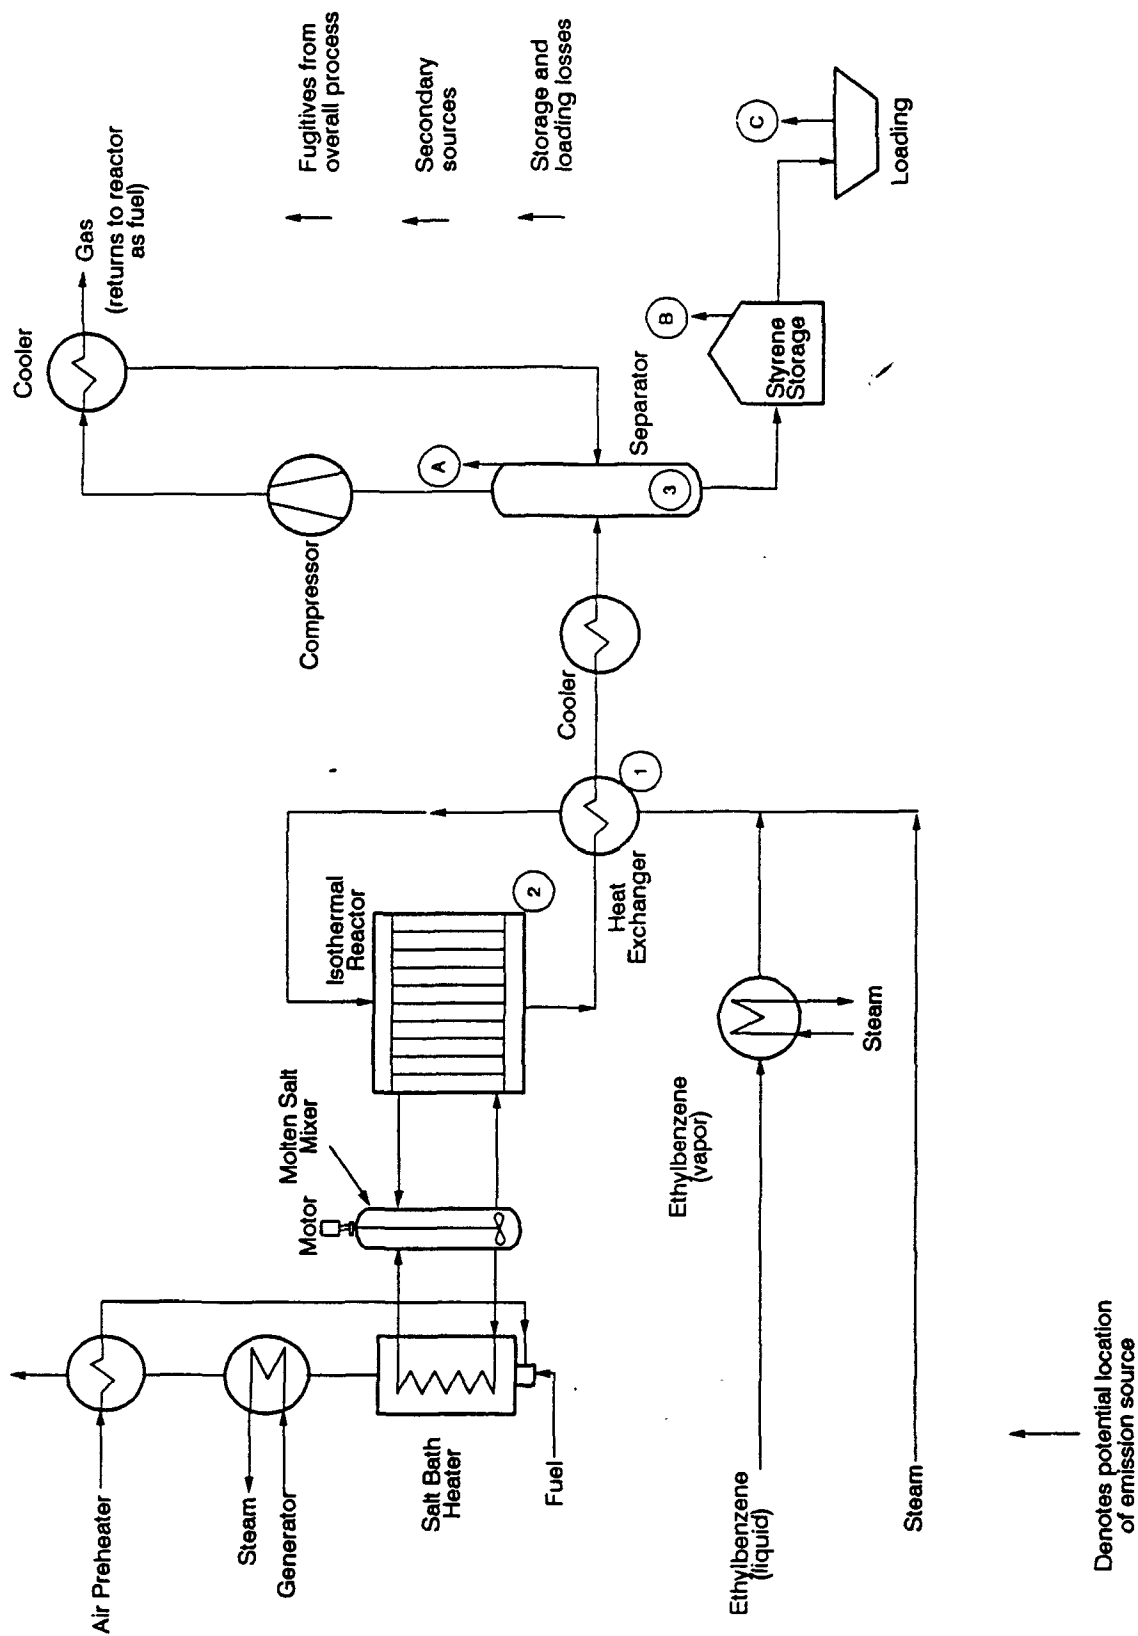 Air Preheater
Steam
Generator
Salt Bath
Heater
Fuel
Motor
Molten Salt
Mixer
Isothermal
Reactor
2
Heat
Exchanger
1
Cooler
Compressor
Cooler
Gas
(returns to reactor
as fuel)
A
Separator
3
B
Styrene
Storage
C
Loading
Fugitives from
overall process
Secondary
sources
Storage and
loading losses
Ethylbenzene
(liquid)
Ethylbenzene
(vapor)
Steam
Steam
Denotes potential location
of emission source